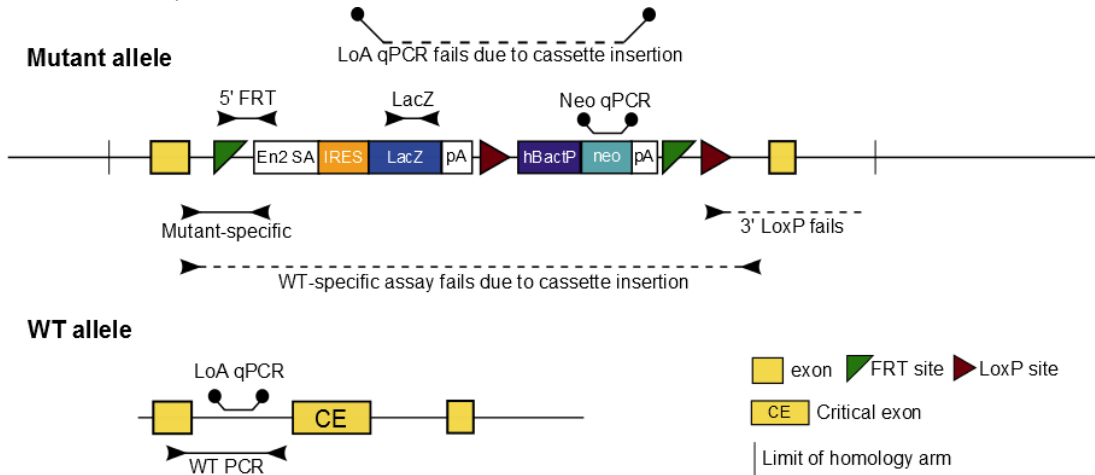 LoA qPCR fails due to cassette insertion
Mutant allele
5' FRT
LacZ
Neo qPCR
En2 SA IRES LacZ pA hBactP neo pA
Mutant-specific
3' LoxP fails
WT-specific assay fails due to cassette insertion
WT allele
LoA qPCR
CE
WT PCR
exon FRT site LoxP site
CE Critical exon
Limit of homology arm